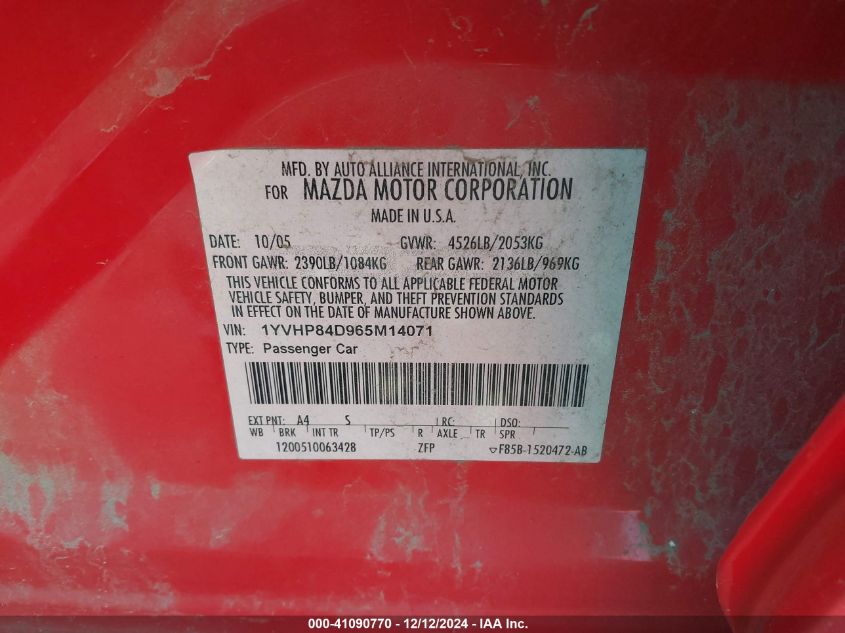 MFD. BY AUTO ALLIANCE INTERNATIONAL, INC.
FOR MAZDA MOTOR CORPORATION
MADE IN U.S.A.
DATE: 10/05 GVWR: 4526LB/2053KG
FRONT GAWR: 2390LB/1084KG REAR GAWR: 2136LB/969KG
THIS VEHICLE CONFORMS TO ALL APPLICABLE FEDERAL MOTOR
VEHICLE SAFETY, BUMPER, AND THEFT PREVENTION STANDARDS
IN EFFECT ON THE DATE OF MANUFACTURE SHOWN ABOVE.
VIN: 1YVHP84D965M14071
TYPE: Passenger Car
EXT PNT: A4 S RC: DSO:
WB BRK INT TR TP/PS R AXLE TR SPR
1200510063428 ZFP ▽F85B-1520472-AB
000-41090770 - 12/12/2024 - IAA Inc.